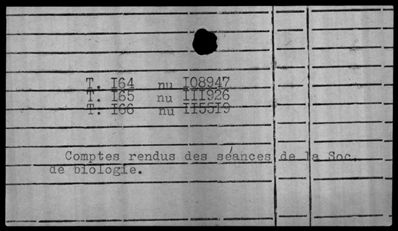 T. I64 nu I08947
T. I65 nu III926
T. I66 nu II55I9
Comptes rendus des séances de la Soc.
de biologie.